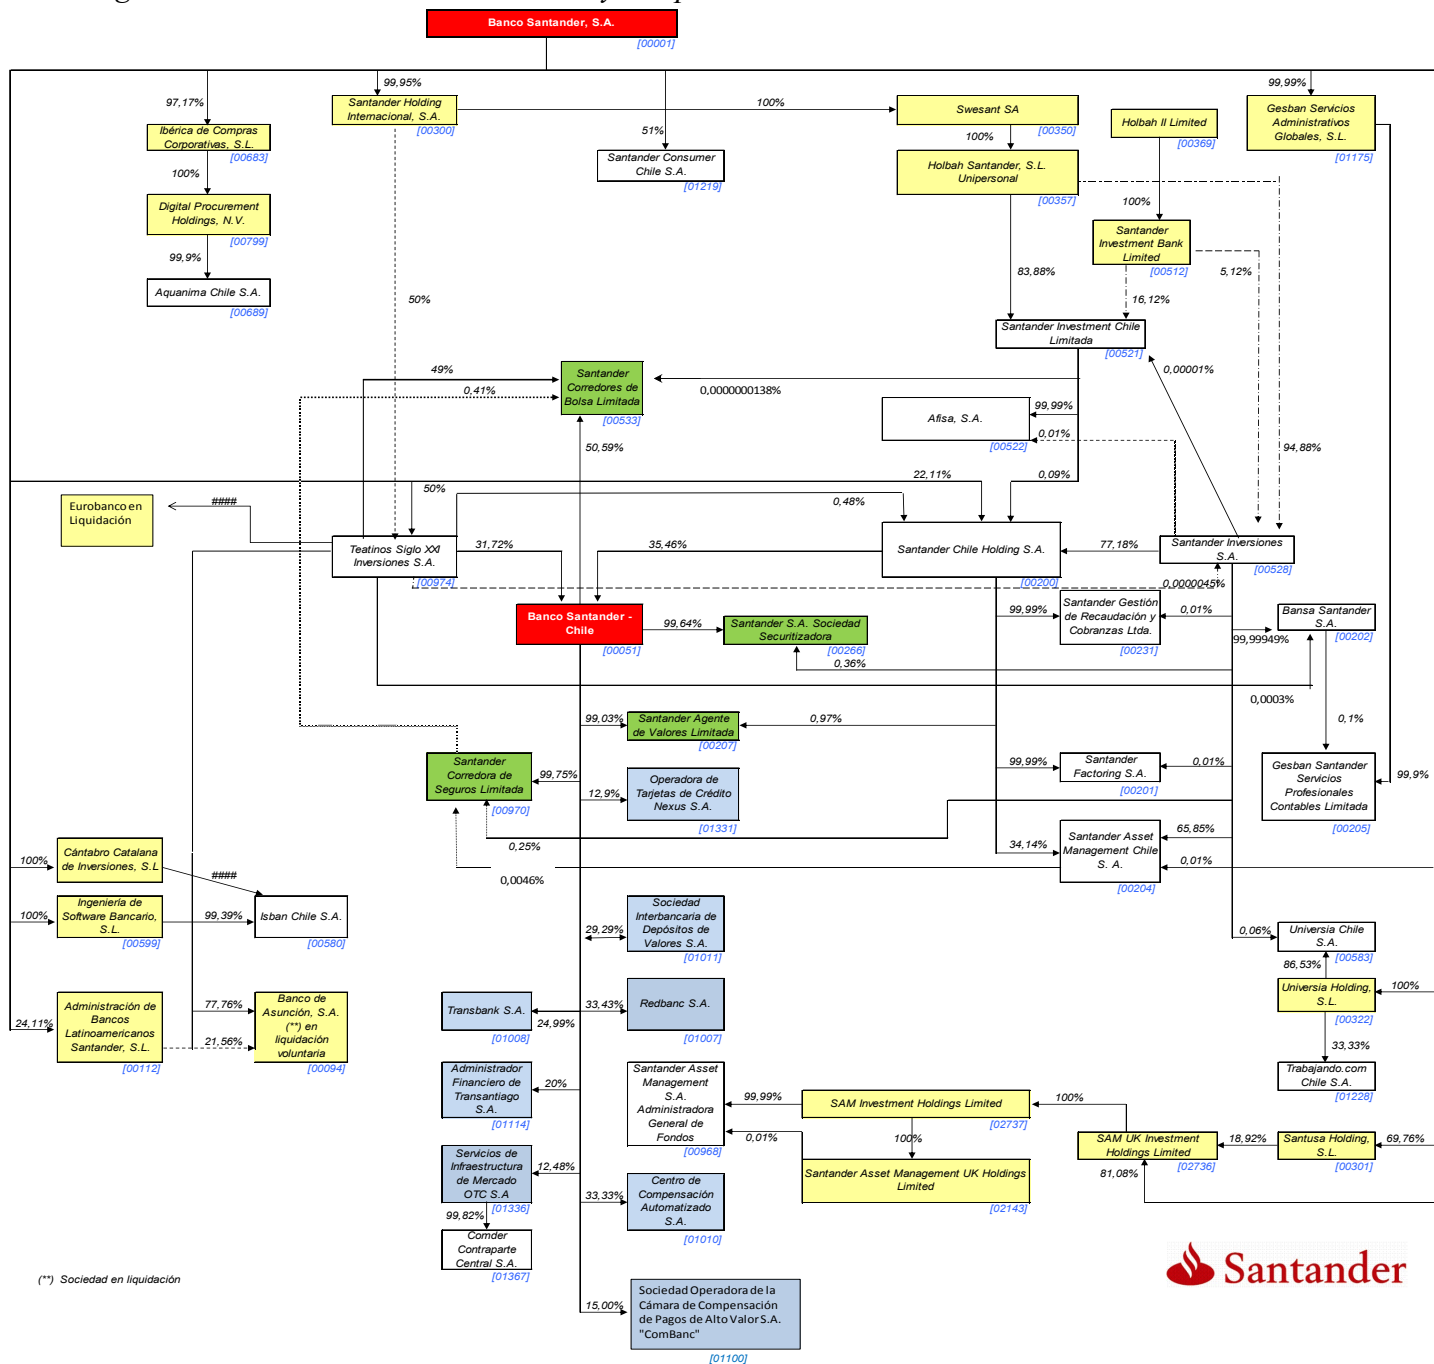 Banco Santander, S.A.
[00001]
99,95%
99,99%
97,17%
Santander Holding
Internacional, S.A.
[00300]
100%
Swesant SA
[00350]
Holbah II Limited
[00369]
Gesban Servicios
Administrativos
Globales, S.L.
[01175]
Ibérica de Compras
Corporativas, S.L.
[00683]
51%
Santander Consumer
Chile S.A.
[01219]
100%
Holbah Santander, S.L.
Unipersonal
[00357]
100%
Digital Procurement
Holdings, N.V.
[00799]
100%
Santander
Investment Bank
Limited
[00512]
99,9%
83,88%
5,12%
Aquanima Chile S.A.
[00689]
50%
16,12%
Santander Investment Chile
Limitada
[00521]
49%
0,41%
Santander
Corredores de
Bolsa Limitada
[00533]
0,0000000138%
0,00001%
Afisa, S.A.
[00522]
99,99%
0,01%
50,59%
94,88%
22,11%
0,09%
50%
0,48%
Eurobanco en
Liquidación
####
Teatinos Siglo XXI
Inversiones S.A.
[00974]
31,72%
35,46%
Santander Chile Holding S.A.
[00200]
77,18%
Santander Inversiones
S.A.
[00528]
0,0000045%
Banco Santander -
Chile
[00051]
99,64%
Santander S.A. Sociedad
Securitizadora
[00266]
99,99%
Santander Gestión
de Recaudación y
Cobranzas Ltda.
[00231]
0,01%
Bansa Santander
S.A.
[00202]
99,99949%
0,36%
0,0003%
99,03%
Santander Agente
de Valores Limitada
[00207]
0,97%
0,1%
Santander
Corredora de
Seguros Limitada
[00970]
99,75%
Operadora de
Tarjetas de Crédito
Nexus S.A.
[01331]
12,9%
99,99%
Santander
Factoring S.A.
[00201]
0,01%
Gesban Santander
Servicios
Profesionales
Contables Limitada
[00205]
99,9%
0,25%
0,0046%
34,14%
Santander Asset
Management Chile
S. A.
[00204]
65,85%
0,01%
100%
Cántabro Catalana
de Inversiones, S.L
####
100%
Ingeniería de
Software Bancario,
S.L.
[00599]
99,39%
Isban Chile S.A.
[00580]
29,29%
Sociedad
Interbancaria de
Depósitos de
Valores S.A.
[01011]
0,06%
Universia Chile
S.A.
[00583]
86,53%
24,11%
Administración de
Bancos
Latinoamericanos
Santander, S.L.
[00112]
77,76%
21,56%
Banco de
Asunción, S.A.
(**) en
liquidación
voluntaria
[00094]
Transbank S.A.
[01008]
33,43%
24,99%
Redbanc S.A.
[01007]
Universia Holding,
S.L.
[00322]
100%
33,33%
Trabajando.com
Chile S.A.
[01228]
Administrador
Financiero de
Transantiago
S.A.
[01114]
20%
Santander Asset
Management
S.A.
Administradora
General de
Fondos
[00968]
99,99%
0,01%
SAM Investment Holdings Limited
[02737]
100%
100%
Santander Asset Management UK Holdings
Limited
[02143]
SAM UK Investment
Holdings Limited
[02736]
18,92%
81,08%
Santusa Holding,
S.L.
[00301]
69,76%
Servicios de
Infraestructura
de Mercado
OTC S.A
[01336]
12,48%
99,82%
33,33%
Centro de
Compensación
Automatizado
S.A.
[01010]
Comder
Contraparte
Central S.A.
[01367]
(**) Sociedad en liquidación
Santander
15,00%
Sociedad Operadora de la
Cámara de Compensación
de Pagos de Alto Valor S.A.
"ComBanc"
[01100]